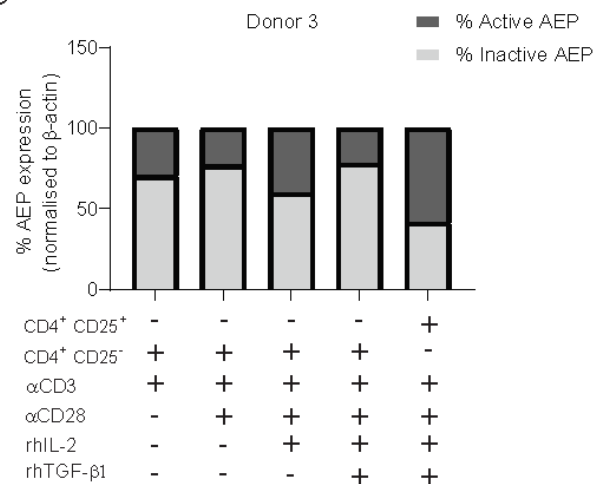 Donor 3
% Active AEP
% Inactive AEP
% AEP expression
(normalised to β-actin)
150
100
50
0
CD4⁺ CD25⁺ - - - - +
CD4⁺ CD25⁻ + + + + -
αCD3 + + + + +
αCD28 - + + + +
rhIL-2 - - + + +
rhTGF-β1 - - - + +